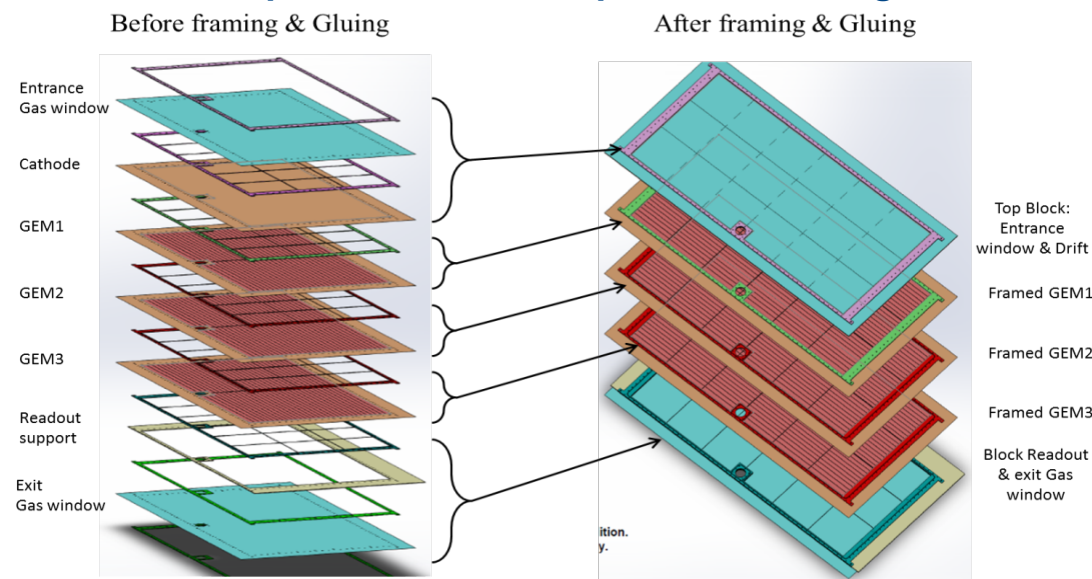 Before framing & Gluing
After framing & Gluing
Entrance
Gas window
Cathode
GEM1
GEM2
GEM3
Readout
support
Exit
Gas window
Top Block:
Entrance
window & Drift
Framed GEM1
Framed GEM2
Framed GEM3
Block Readout
& exit Gas
window
ition.
y.